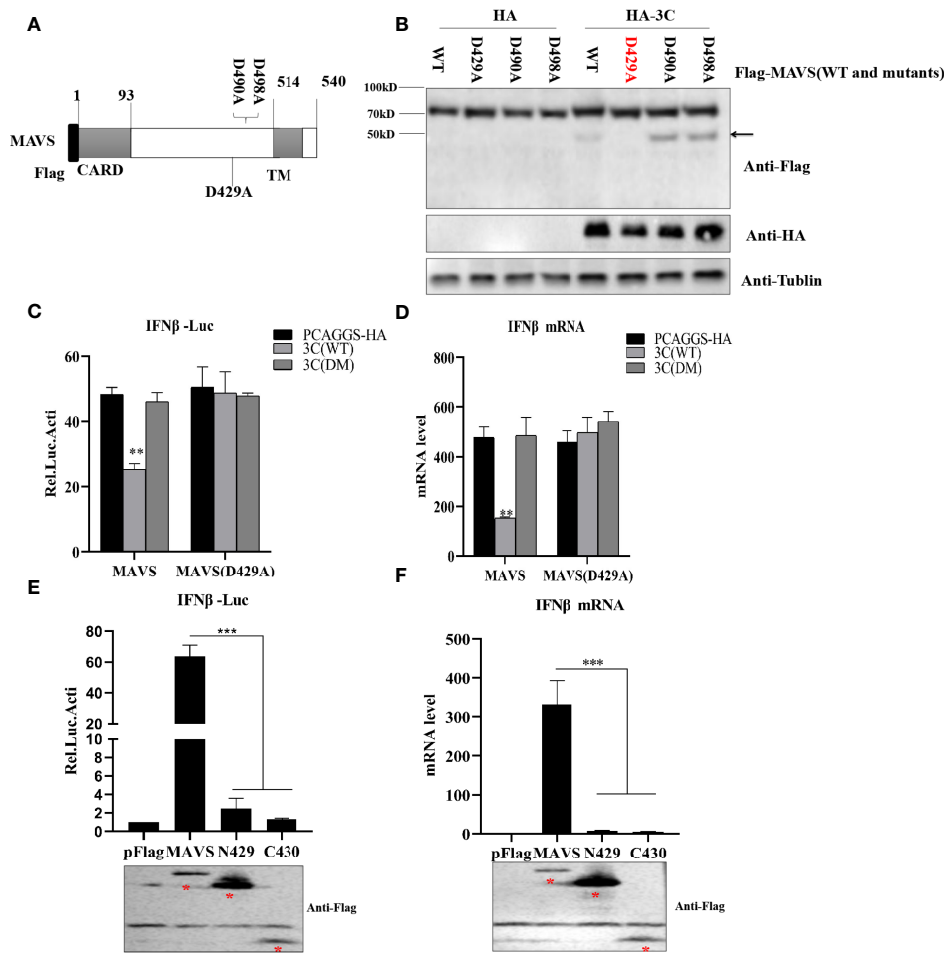 A
1
93
D490A
D498A
514
540
MAVS
Flag
CARD
TM
D429A
B
HA
HA-3C
WT
D429A
D490A
D498A
WT
D429A
D490A
D498A
Flag-MAVS(WT and mutants)
100kD
70kD
50kD
Anti-Flag
Anti-HA
Anti-Tublin
C
IFNβ -Luc
PCAGGS-HA
3C(WT)
3C(DM)
Rel.Luc.Acti
60
40
20
0
**
MAVS
MAVS(D429A)
D
IFNβ mRNA
PCAGGS-HA
3C(WT)
3C(DM)
mRNA level
800
600
400
200
0
**
MAVS
MAVS(D429A)
E
IFNβ -Luc
Rel.Luc.Acti
80
60
40
20
10
8
6
4
2
0
***
pFlag MAVS N429 C430
* * *
Anti-Flag
F
IFNβ mRNA
mRNA level
500
400
300
200
100
0
***
pFlag MAVS N429 C430
* * *
Anti-Flag